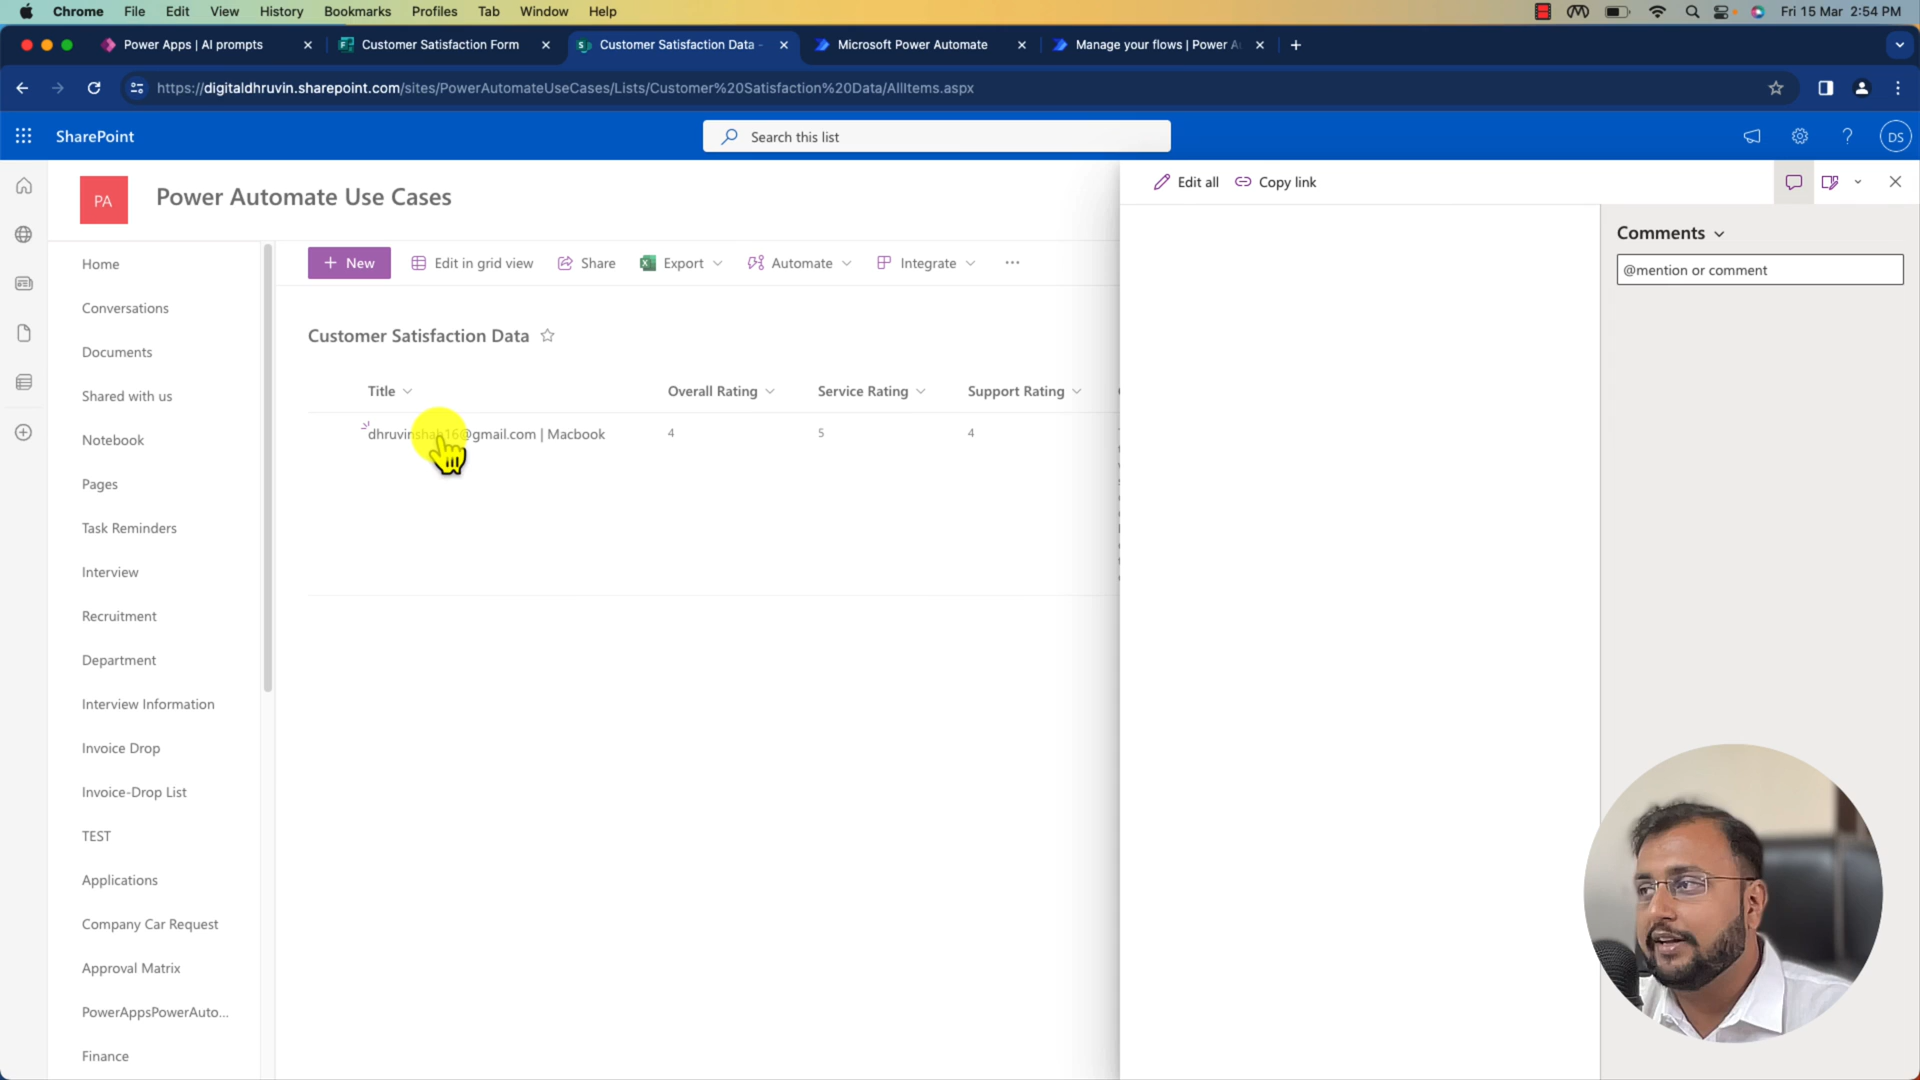 Chrome File Edit View History Bookmarks Profiles Tab Window Help Fri 15 Mar 2:54 PM
Power Apps | AI prompts Customer Satisfaction Form Customer Satisfaction Data - Microsoft Power Automate Manage your flows | Power A
https://digitaldhruvin.sharepoint.com/sites/PowerAutomateUseCases/Lists/Customer%20Satisfaction%20Data/AllItems.aspx
SharePoint Search this list ? DS
PA Power Automate Use Cases Edit all Copy link
Comments
@mention or comment
New Edit in grid view Share Export Automate Integrate ...
Customer Satisfaction Data
Title Overall Rating Service Rating Support Rating
dhruvinshah16@gmail.com | Macbook 4 5 4
Home
Conversations
Documents
Shared with us
Notebook
Pages
Task Reminders
Interview
Recruitment
Department
Interview Information
Invoice Drop
Invoice-Drop List
TEST
Applications
Company Car Request
Approval Matrix
PowerAppsPowerAuto...
Finance